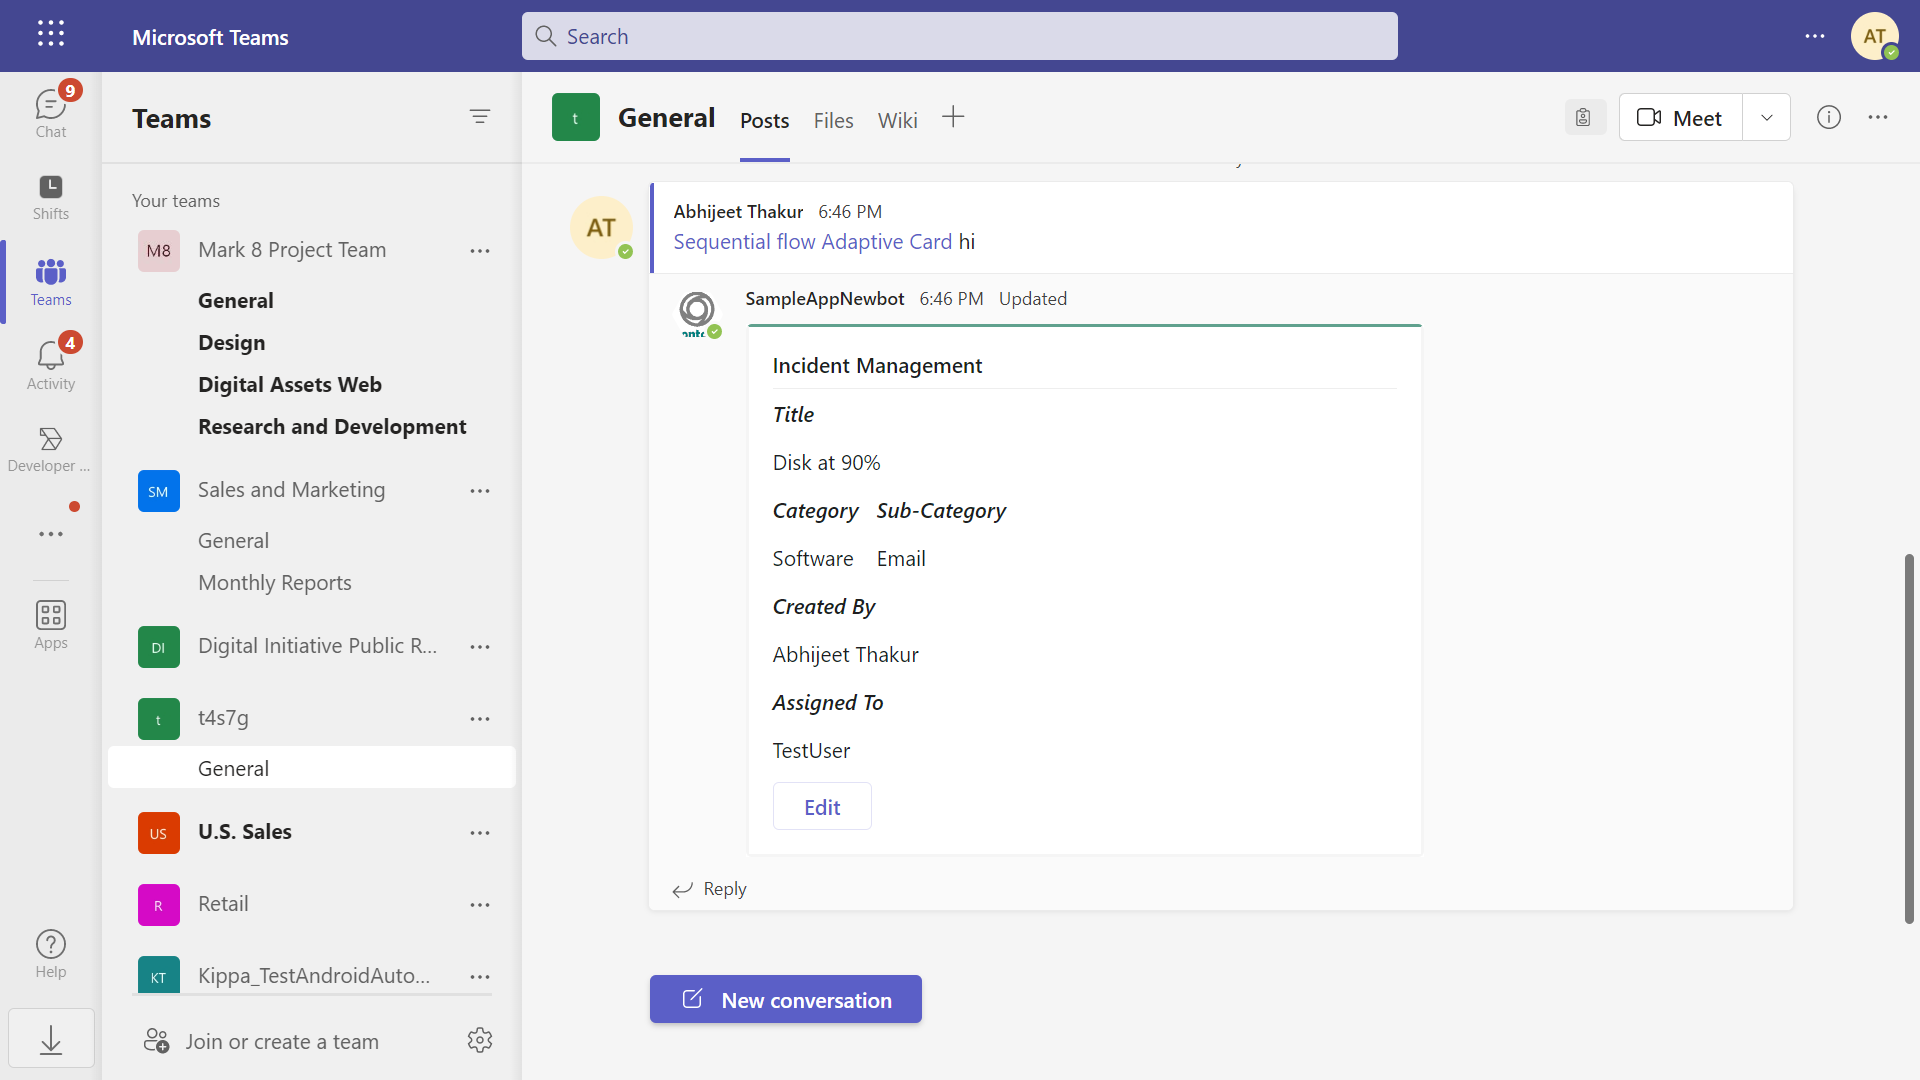 Microsoft Teams
Search
AT
9
Chat
Shifts
Teams
4
Activity
Developer ...
Apps
Help
Teams
Your teams
M8 Mark 8 Project Team
General
Design
Digital Assets Web
Research and Development
SM Sales and Marketing
General
Monthly Reports
DI Digital Initiative Public R...
t t4s7g
General
US U.S. Sales
R Retail
KT Kippa_TestAndroidAuto...
Join or create a team
t General Posts Files Wiki
Meet
AT
Abhijeet Thakur 6:46 PM
Sequential flow Adaptive Card hi
SampleAppNewbot 6:46 PM Updated
Incident Management
Title
Disk at 90%
Category Sub-Category
Software Email
Created By
Abhijeet Thakur
Assigned To
TestUser
Edit
Reply
New conversation